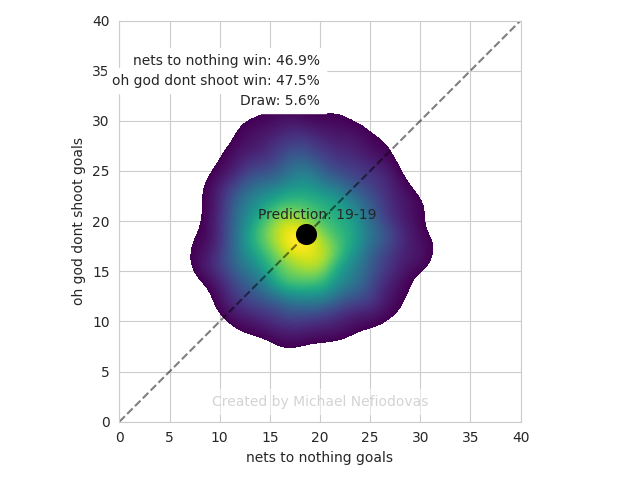 40
35
30
25
20
15
10
5
0
oh god dont shoot goals
nets to nothing win: 46.9%
oh god dont shoot win: 47.5%
Draw: 5.6%
Prediction: 19-19
Created by Michael Nefiodovas
0 5 10 15 20 25 30 35 40
nets to nothing goals